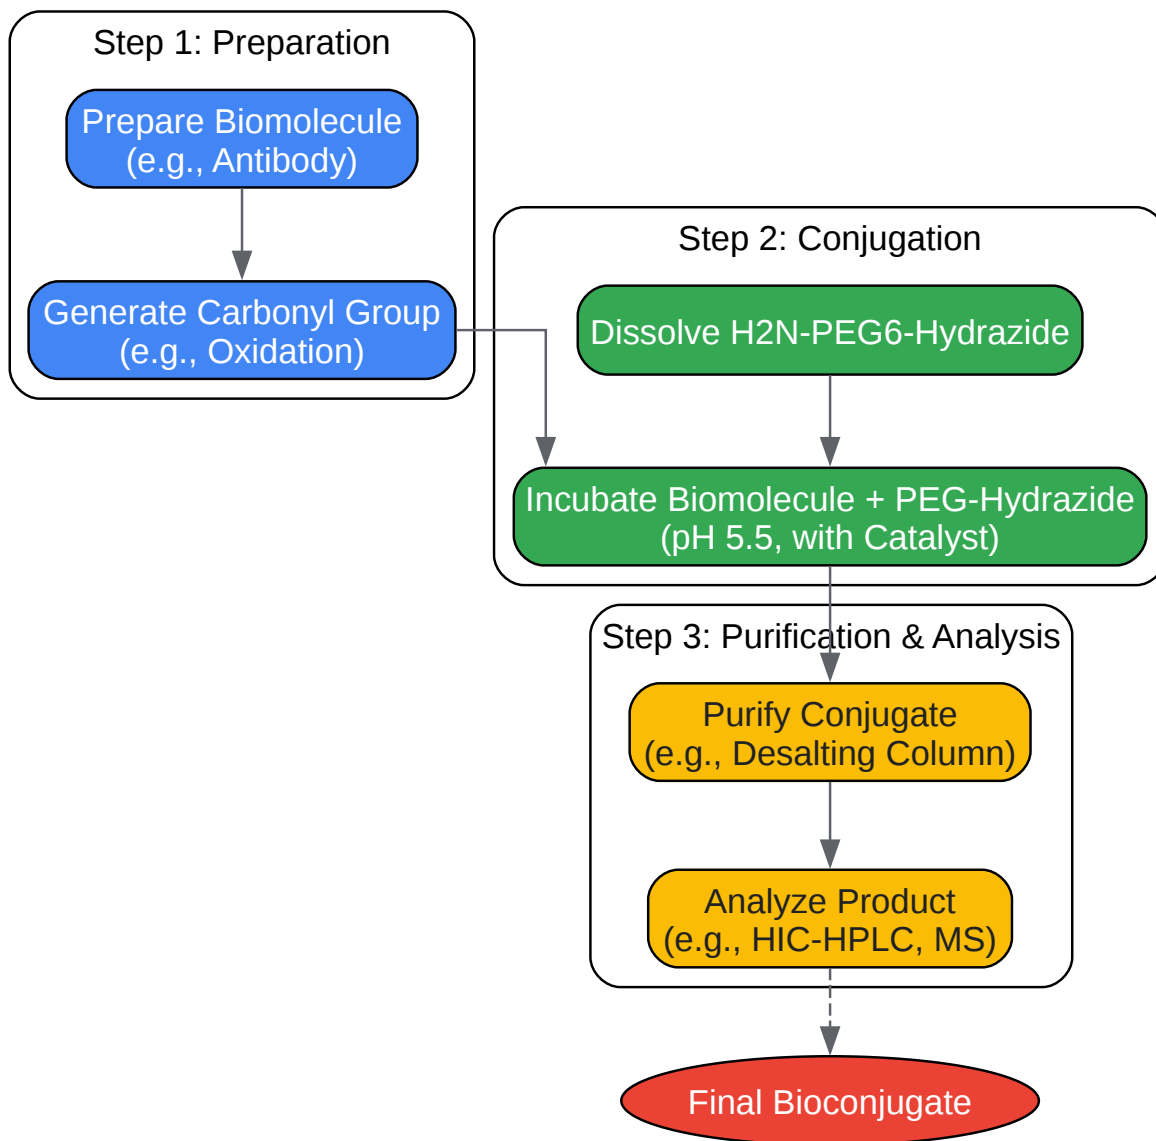 Step 1: Preparation
Prepare Biomolecule
(e.g., Antibody)
Generate Carbonyl Group
(e.g., Oxidation)
Step 2: Conjugation
Dissolve H2N-PEG6-Hydrazide
Incubate Biomolecule + PEG-Hydrazide
(pH 5.5, with Catalyst)
Step 3: Purification & Analysis
Purify Conjugate
(e.g., Desalting Column)
Analyze Product
(e.g., HIC-HPLC, MS)
Final Bioconjugate